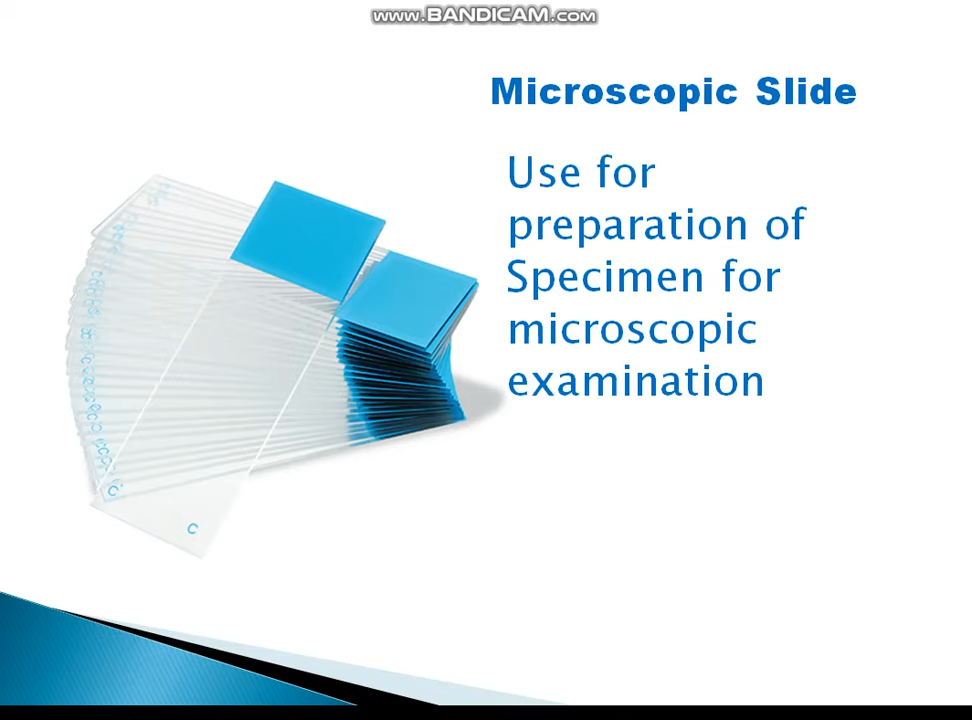 www.BANDICAM.com
Microscopic Slide
Use for
preparation of
Specimen for
microscopic
examination
C
C